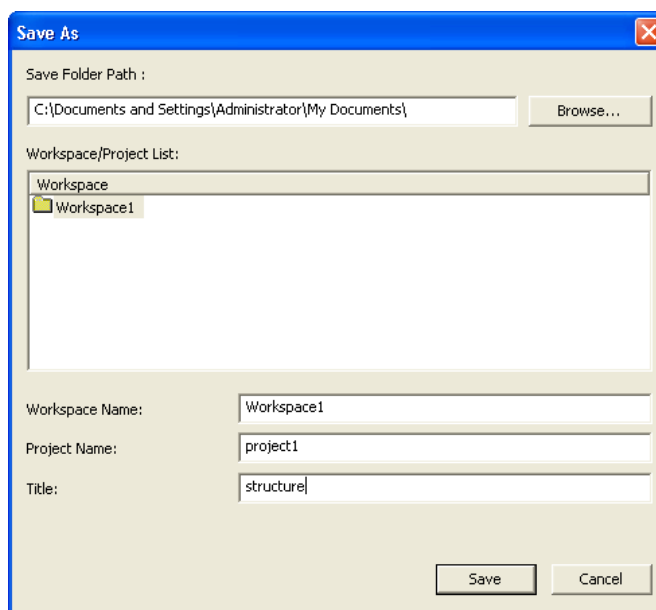 Save As
Save Folder Path :
C:\Documents and Settings\Administrator\My Documents\
Browse...
Workspace/Project List:
Workspace
Workspace1
Workspace Name:
Workspace1
Project Name:
project1
Title:
structure
Save
Cancel